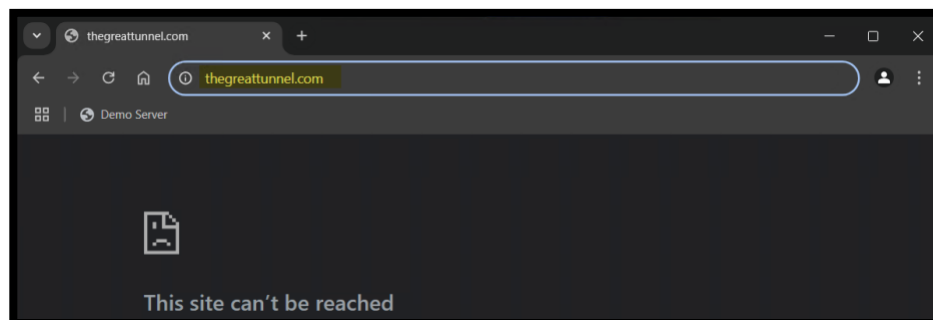 thegreattunnel.com
thegreattunnel.com
Demo Server
This site can't be reached